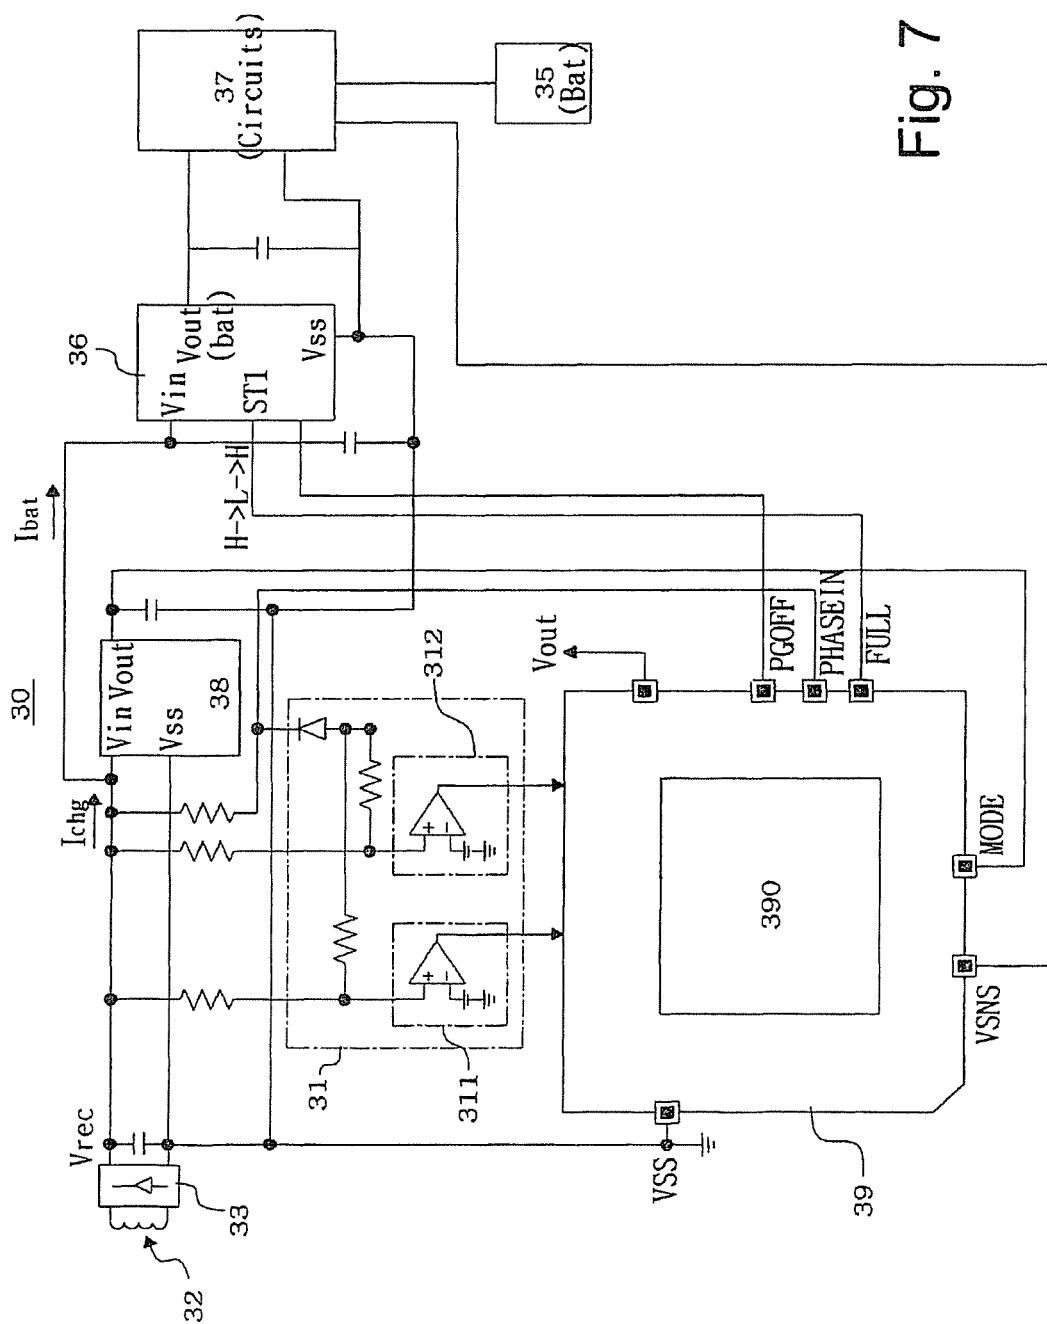 30
32
33
Vrec
Ichg
Ibat
Vin
Vout
Vss
38
36
Vin
Vout
(bat)
ST1
Vss
H->L->H
37
(Circuits)
35
(Bat)
31
311
312
Vout
PGOFF
PHASEIN
FULL
MODE
VSNS
VSS
390
39
Fig. 7